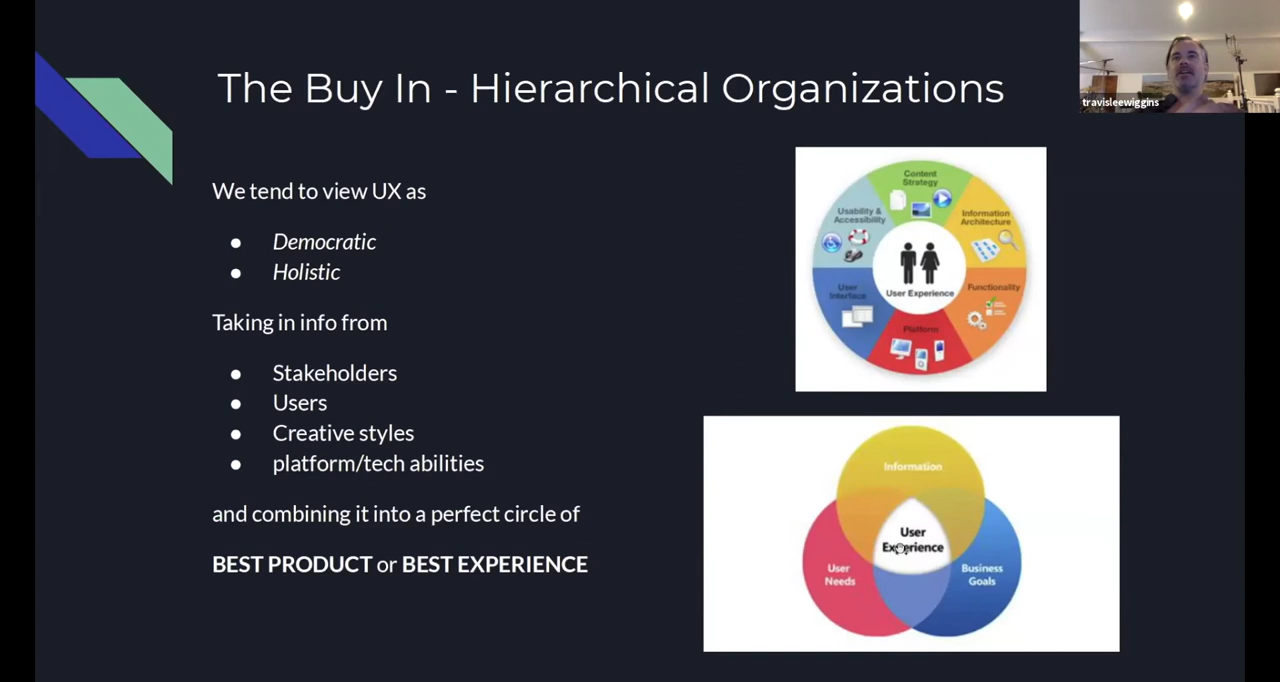 The Buy In - Hierarchical Organizations
travisleewiggins
We tend to view UX as
● Democratic
● Holistic
Taking in info from
● Stakeholders
● Users
● Creative styles
● platform/tech abilities
and combining it into a perfect circle of
BEST PRODUCT or BEST EXPERIENCE
Content
Strategy
Usability &
Accessibility
Information
Architecture
User Experience
User
Interface
Functionality
Platform
Information
User
Experience
User
Needs
Business
Goals